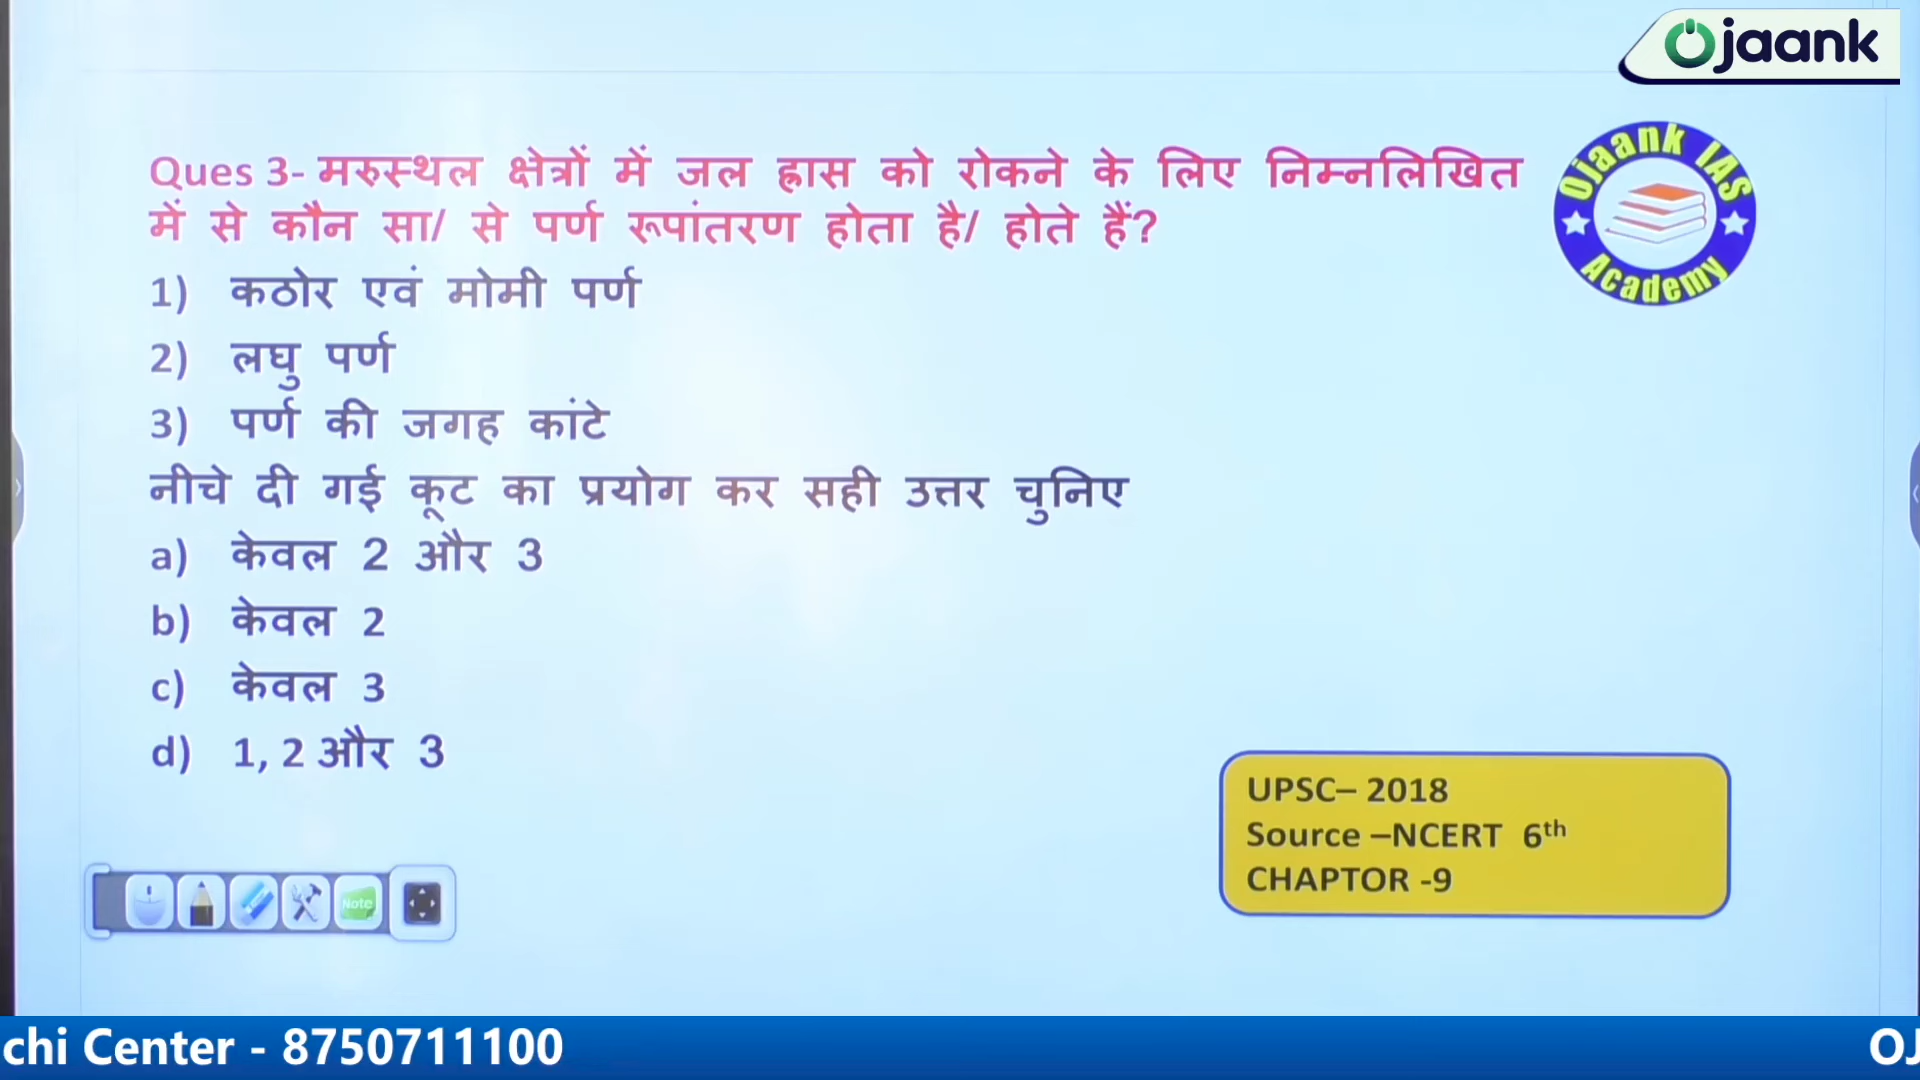 Ojaank
Ojaank IAS
Academy
Ques 3- मरुस्थल क्षेत्रों में जल ह्रास को रोकने के लिए निम्नलिखित
में से कौन सा/ से पर्ण रूपांतरण होता है/ होते हैं?
1) कठोर एवं मोमी पर्ण
2) लघु पर्ण
3) पर्ण की जगह कांटे
नीचे दी गई कूट का प्रयोग कर सही उत्तर चुनिए
a) केवल 2 और 3
b) केवल 2
c) केवल 3
d) 1, 2 और 3
UPSC– 2018
Source –NCERT 6th
CHAPTOR -9
Note
chi Center - 8750711100
OJ